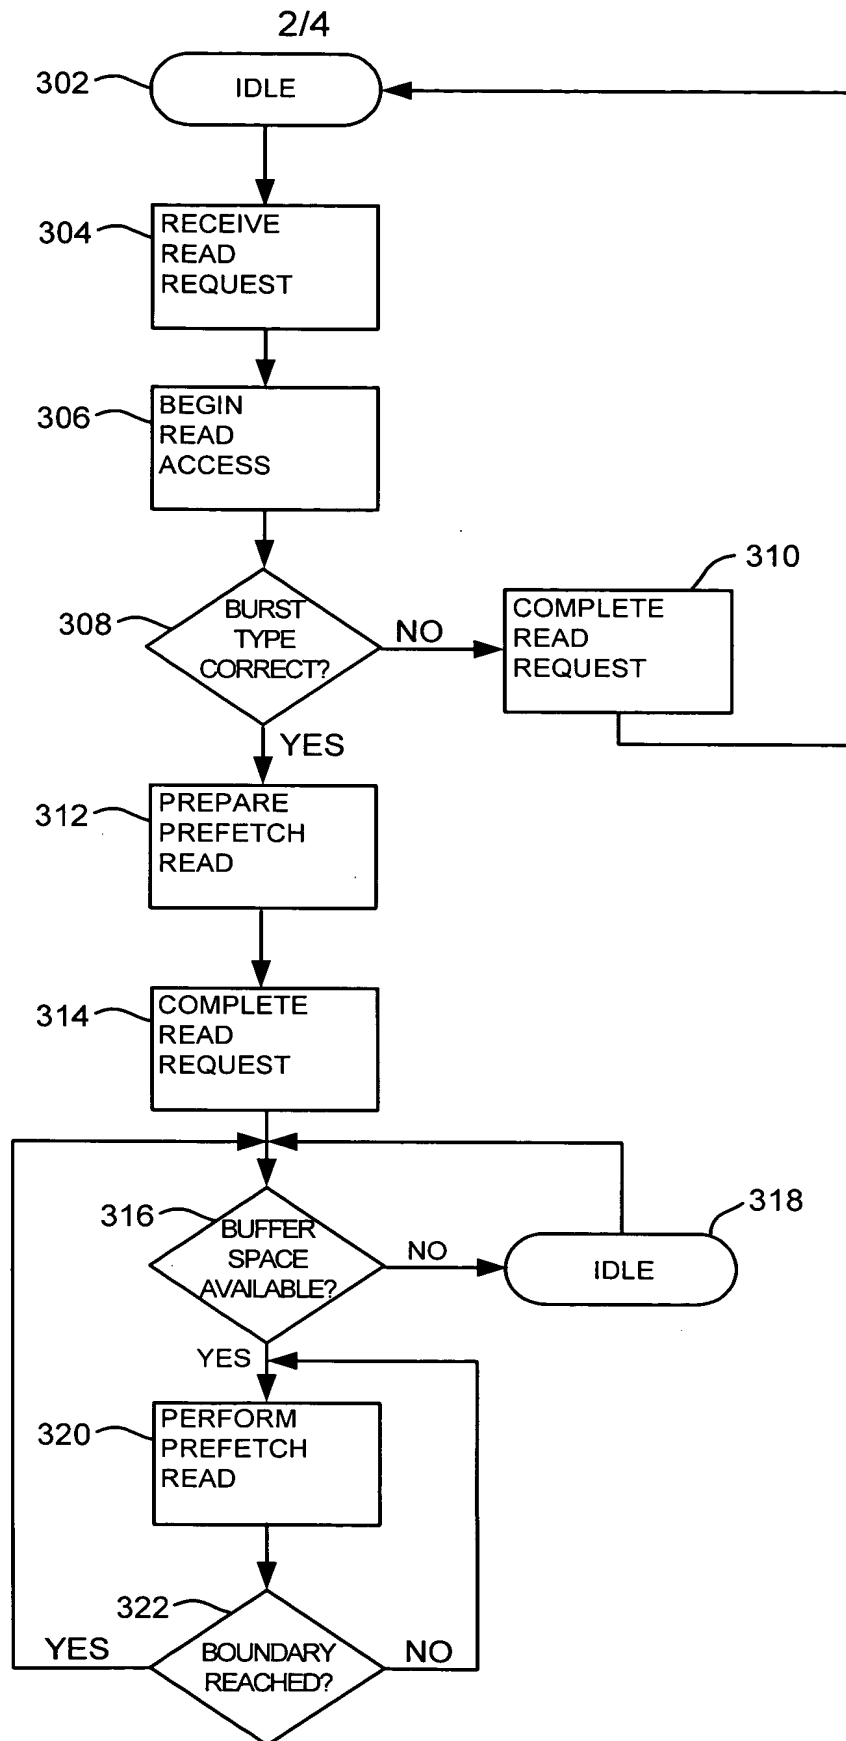 2/4
302
IDLE
304
RECEIVE
READ
REQUEST
306
BEGIN
READ
ACCESS
308
BURST
TYPE
CORRECT?
NO
310
COMPLETE
READ
REQUEST
YES
312
PREPARE
PREFETCH
READ
314
COMPLETE
READ
REQUEST
316
BUFFER
SPACE
AVAILABLE?
NO
318
IDLE
YES
320
PERFORM
PREFETCH
READ
322
BOUNDARY
REACHED?
YES
NO